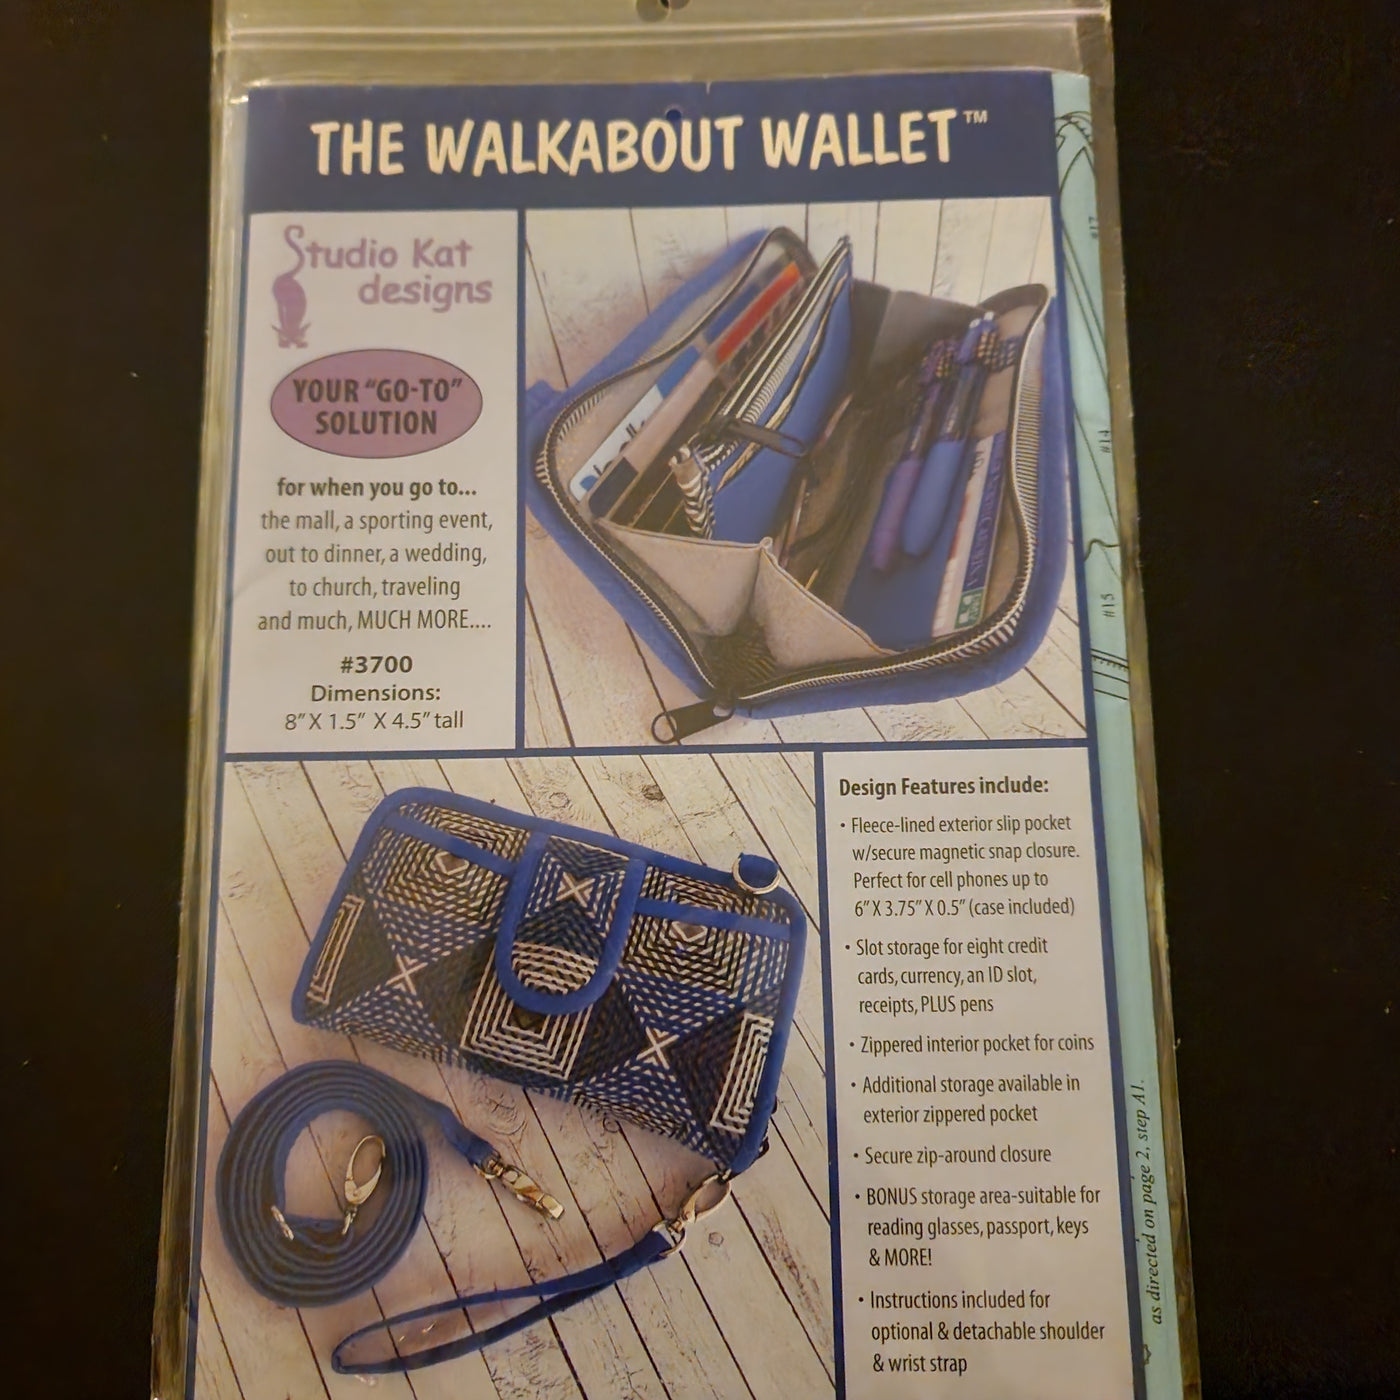 THE WALKABOUT WALLET™
Studio Kat
designs
YOUR “GO-TO”
SOLUTION
for when you go to...
the mall, a sporting event,
out to dinner, a wedding,
to church, traveling
and much, MUCH MORE....
#3700
Dimensions:
8” X 1.5” X 4.5” tall
Design Features include:
• Fleece-lined exterior slip pocket
w/secure magnetic snap closure.
Perfect for cell phones up to
6” X 3.75” X 0.5” (case included)
• Slot storage for eight credit
cards, currency, an ID slot,
receipts, PLUS pens
• Zippered interior pocket for coins
• Additional storage available in
exterior zippered pocket
• Secure zip-around closure
• BONUS storage area-suitable for
reading glasses, passport, keys
& MORE!
• Instructions included for
optional & detachable shoulder
& wrist strap
#17
#14
#15
as directed on page 2, step A1.